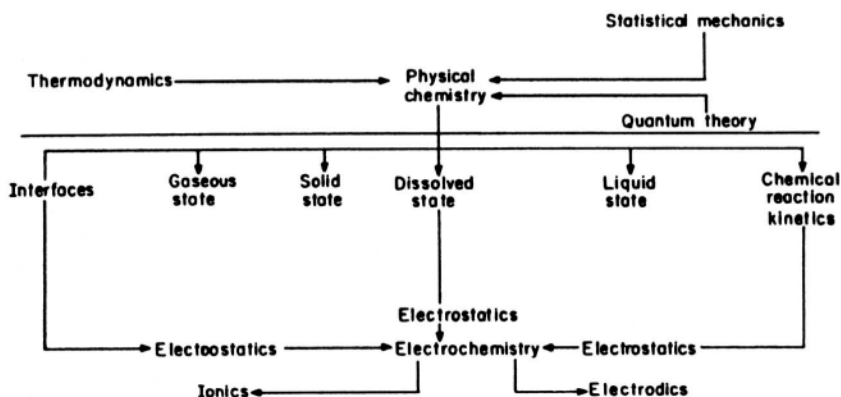 Statistical mechanics
Thermodynamics
Physical
chemistry
Quantum theory
Interfaces
Gaseous
state
Solid
state
Dissolved
state
Liquid
state
Chemical
reaction
kinetics
Electrostatics
Electoostatics
Electrochemistry
Electrostatics
Ionics
Electrodics